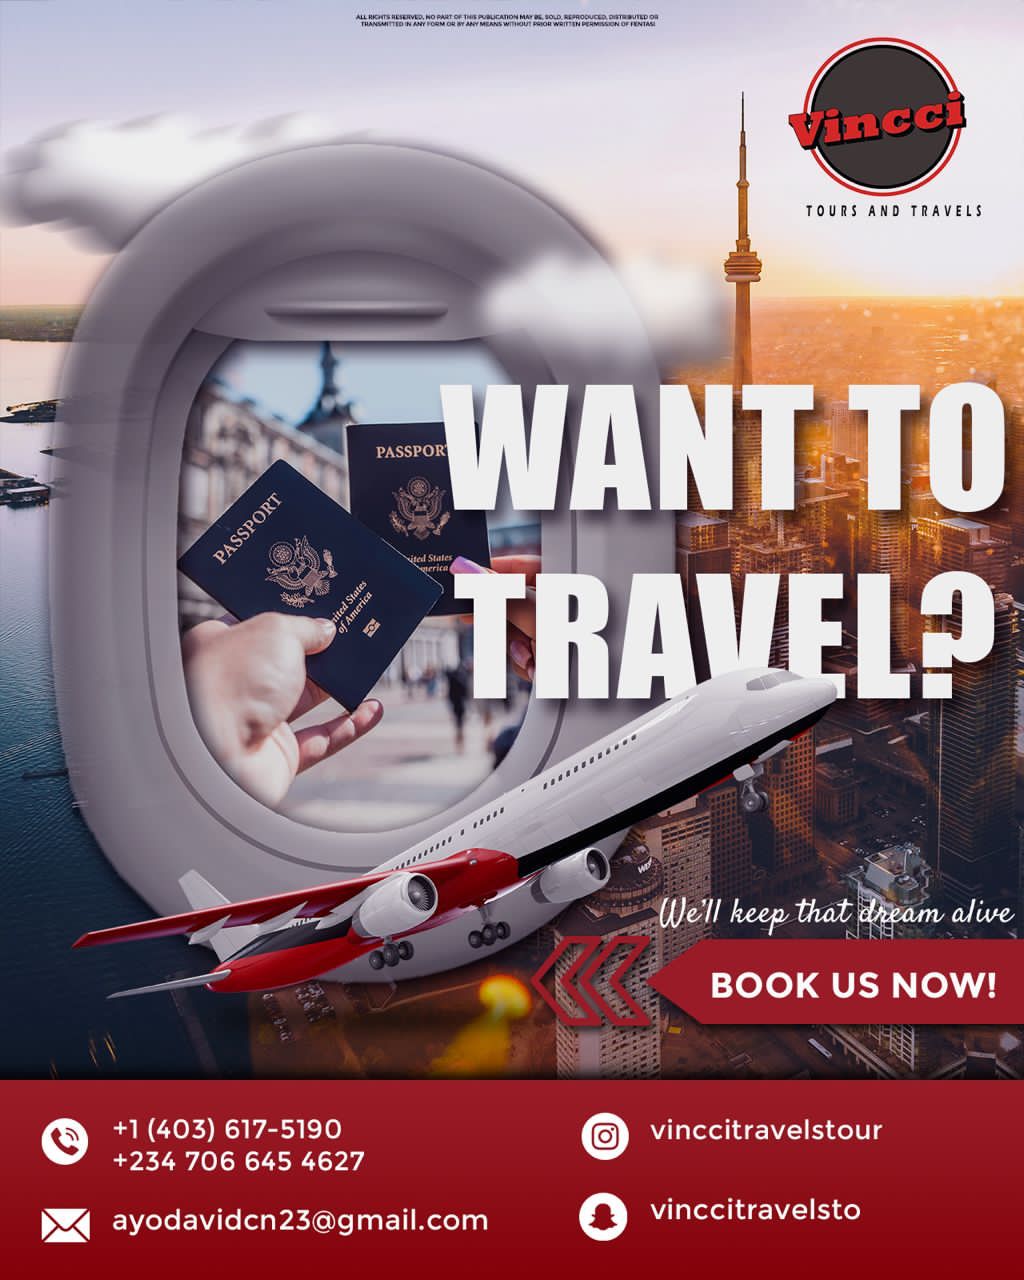 ALL RIGHTS RESERVED, NO PART OF THIS PUBLICATION MAY BE, SOLD, REPRODUCED, DISTRIBUTED OR
TRANSMITTED IN ANY FORM OR BY ANY MEANS WITHOUT PRIOR WRITTEN PERMISSION OF FENTASI
Vincci
TOURS AND TRAVELS
WANT TO
TRAVEL?
PASSPORT
United States
of America
PASSPORT
United States
of America
We'll keep that dream alive
BOOK US NOW!
+1 (403) 617-5190
+234 706 645 4627
ayodavidcn23@gmail.com
vinccitravelstour
vinccitravelsto